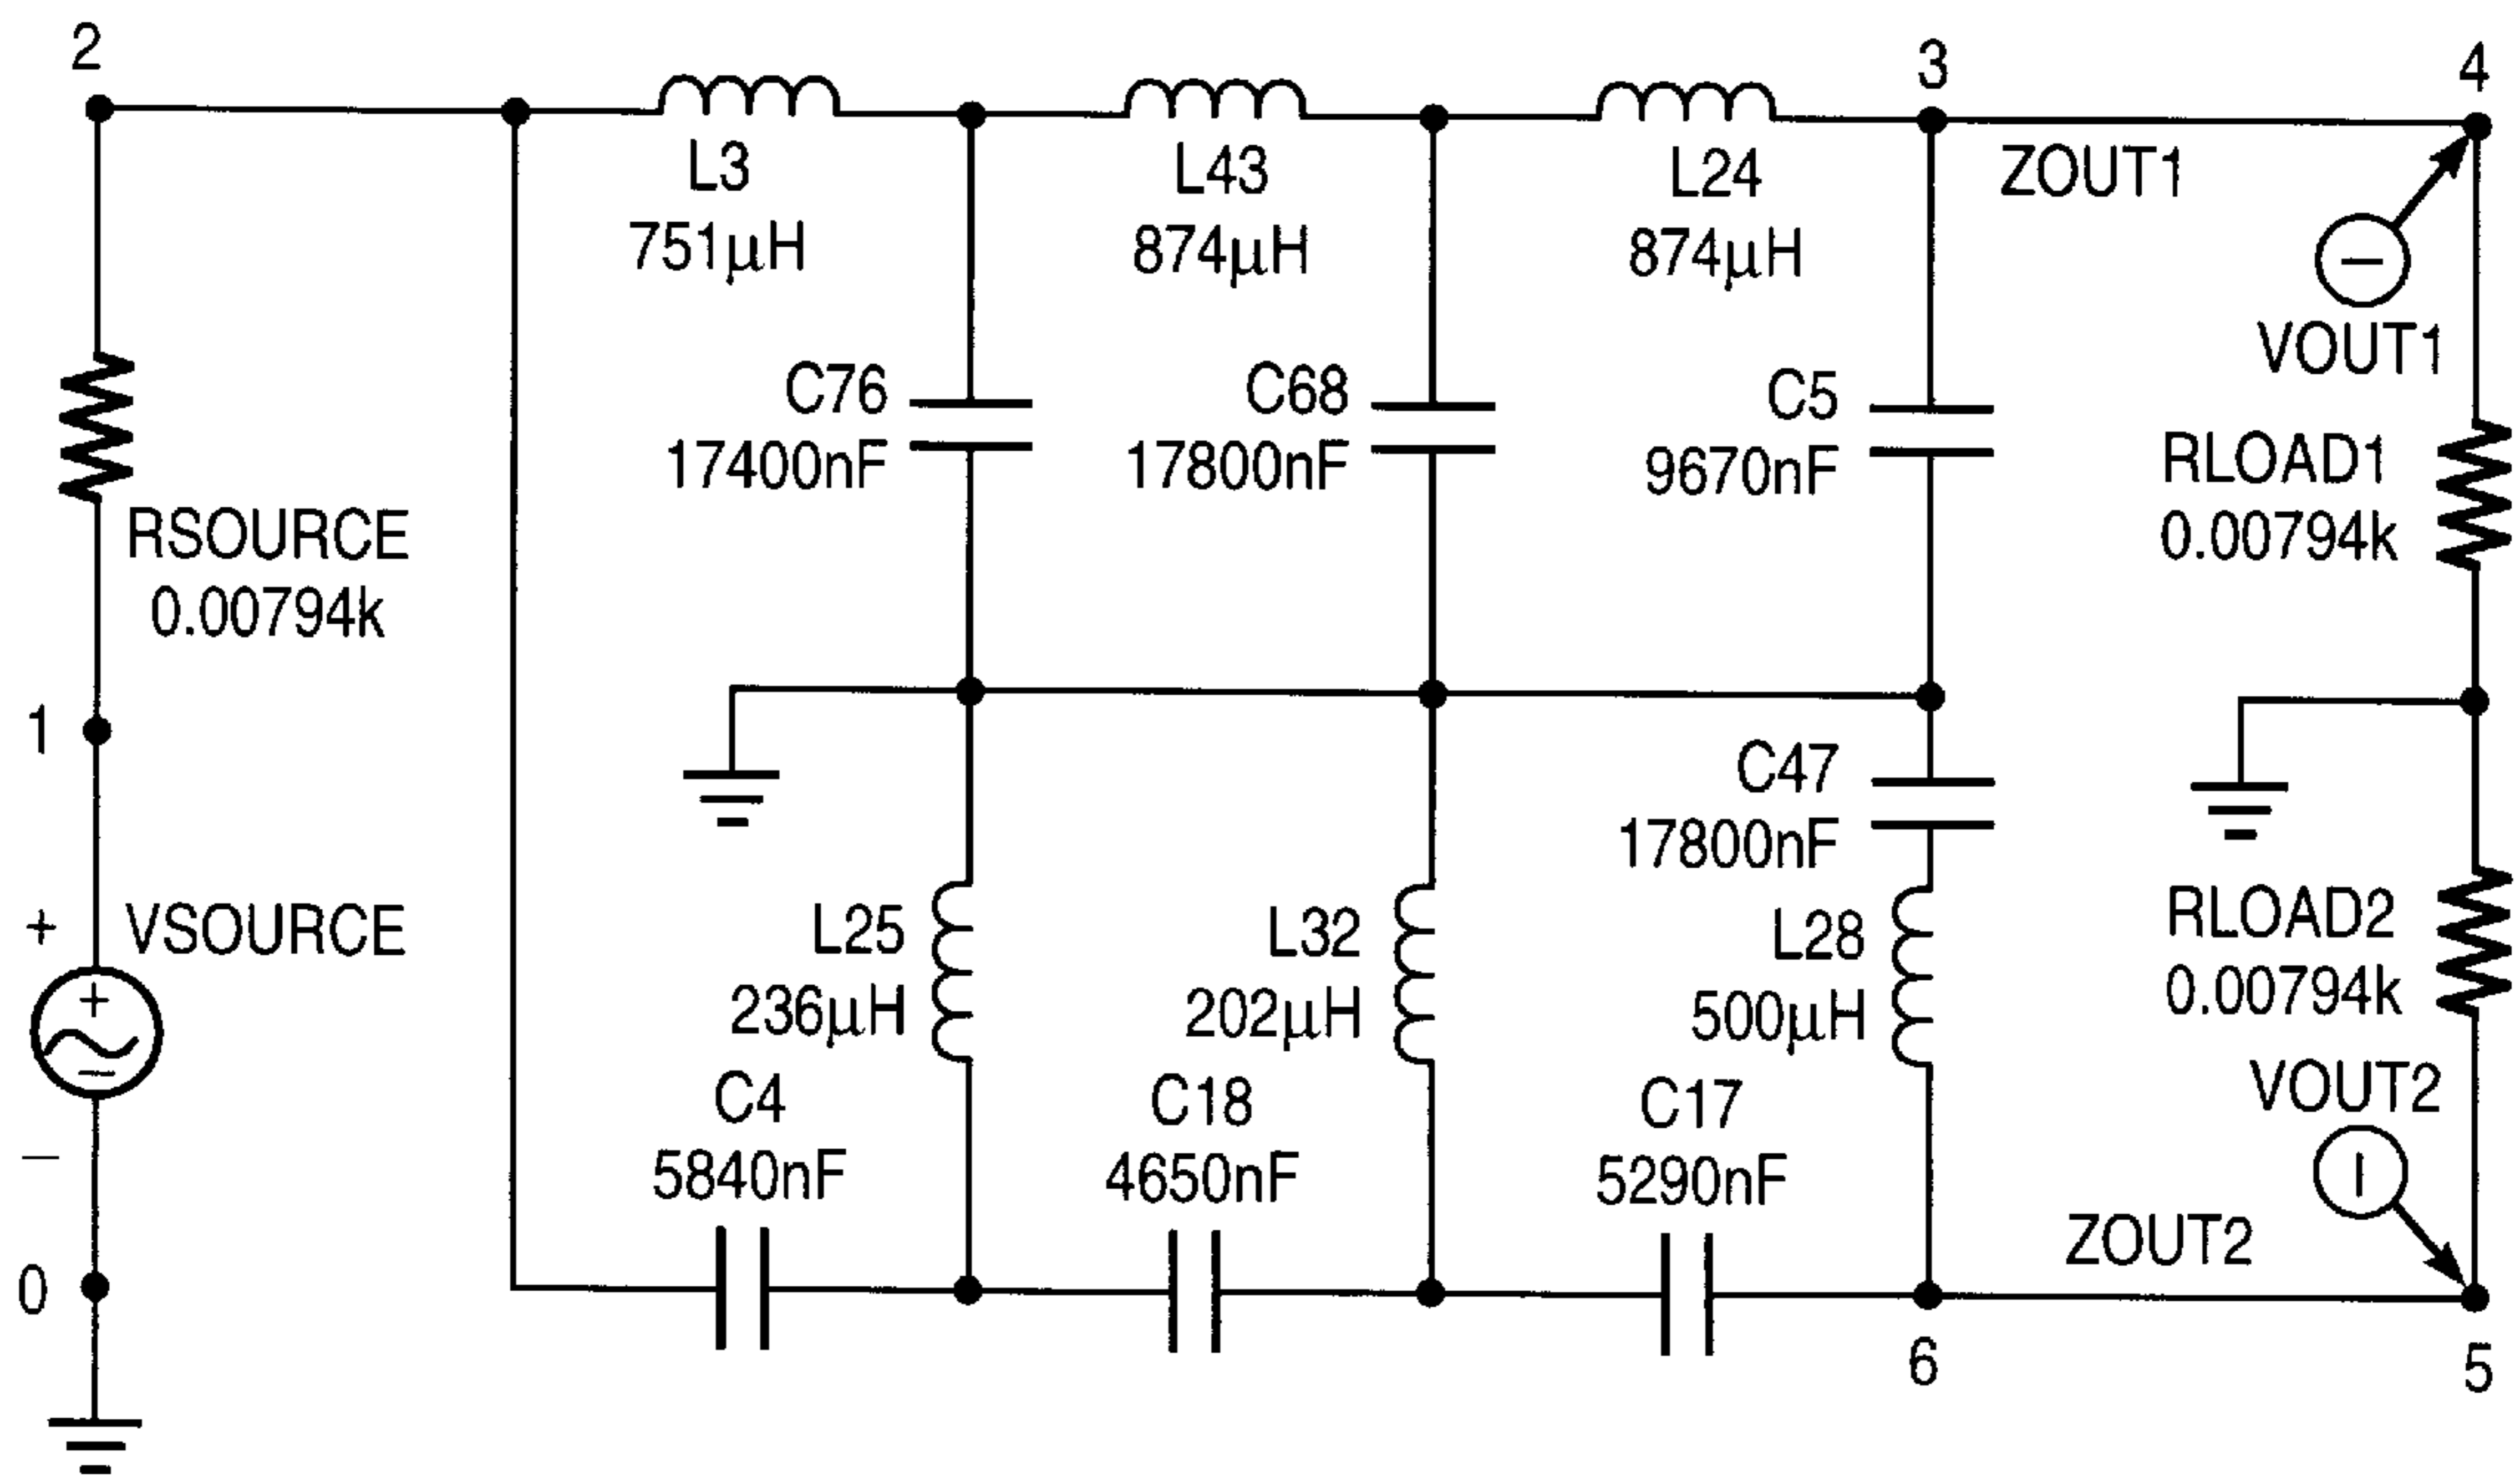 2
3
4
L3
751µH
L43
874µH
L24
874µH
ZOUT1
VOUT1
C76
17400nF
C68
17800nF
C5
9670nF
RLOAD1
0.00794k
RSOURCE
0.00794k
1
C47
17800nF
+
VSOURCE
+
−
−
L25
236µH
L32
202µH
L28
500µH
RLOAD2
0.00794k
C4
5840nF
C18
4650nF
C17
5290nF
VOUT2
ZOUT2
0
6
5